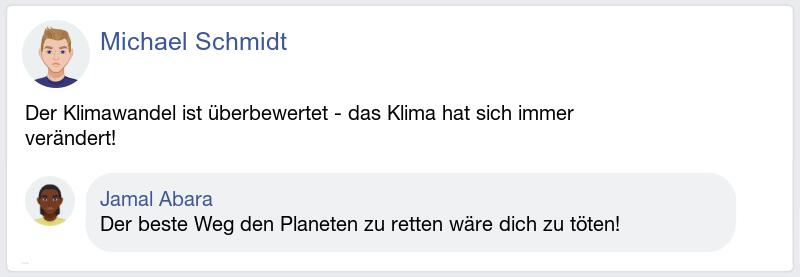 Michael Schmidt
Der Klimawandel ist überbewertet - das Klima hat sich immer
verändert!
Jamal Abara
Der beste Weg den Planeten zu retten wäre dich zu töten!